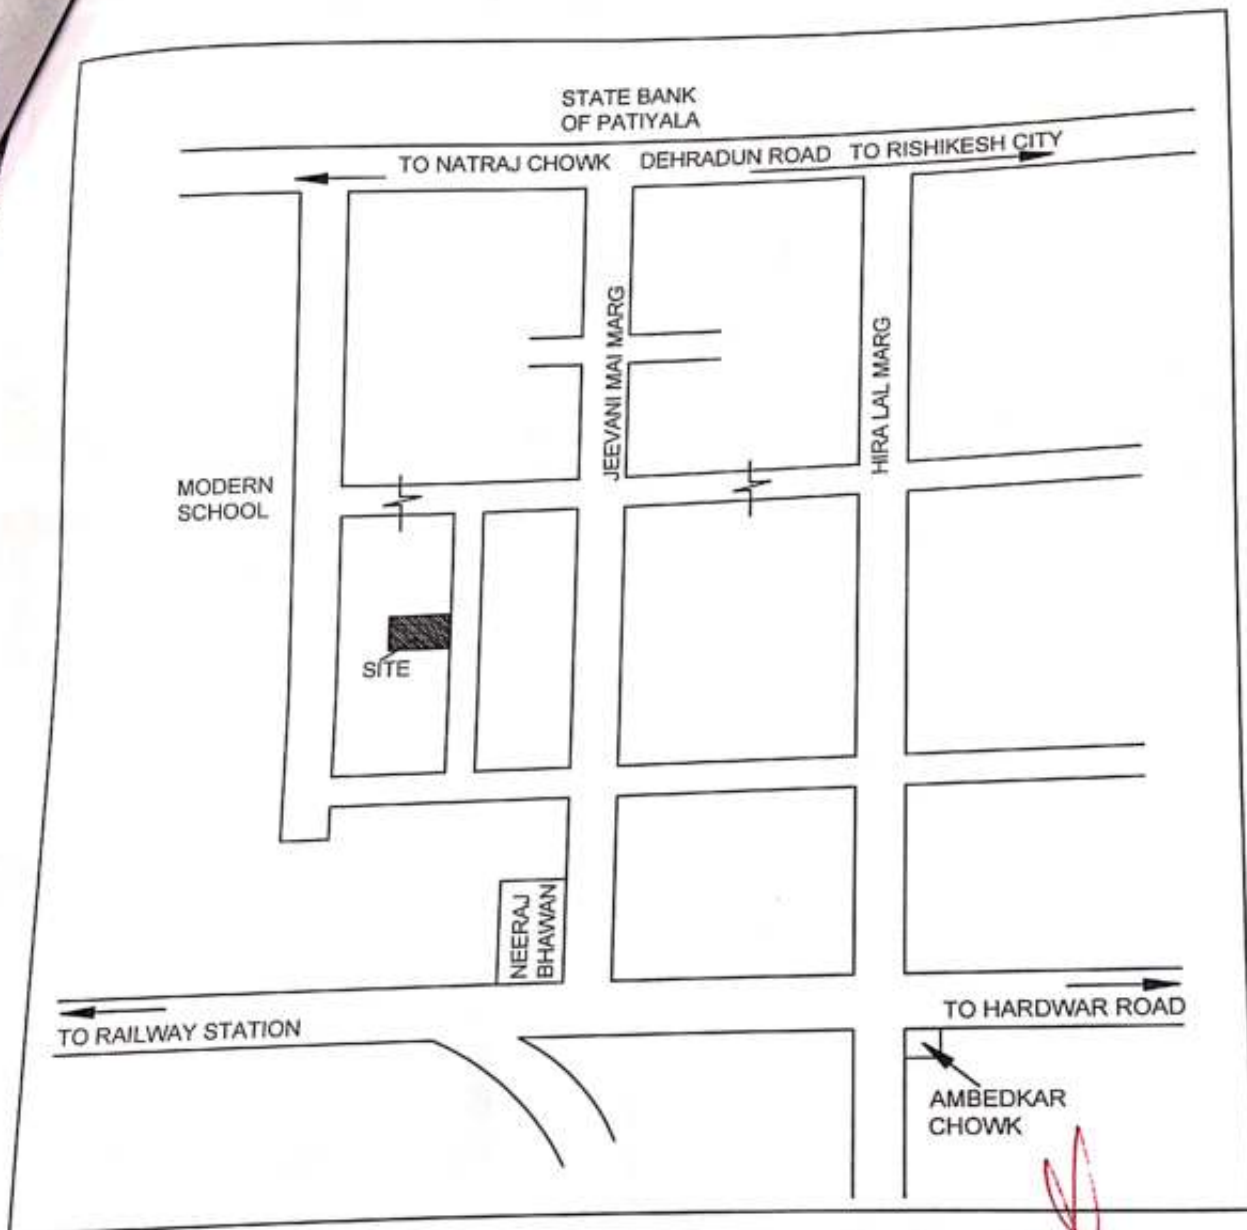 STATE BANK
OF PATIYALA
TO NATRAJ CHOWK
DEHRADUN ROAD
TO RISHIKESH CITY
JEEVANI MAI MARG
HIRA LAL MARG
MODERN
SCHOOL
SITE
NEERAJ
BHAWAN
TO RAILWAY STATION
TO HARDWAR ROAD
AMBEDKAR
CHOWK